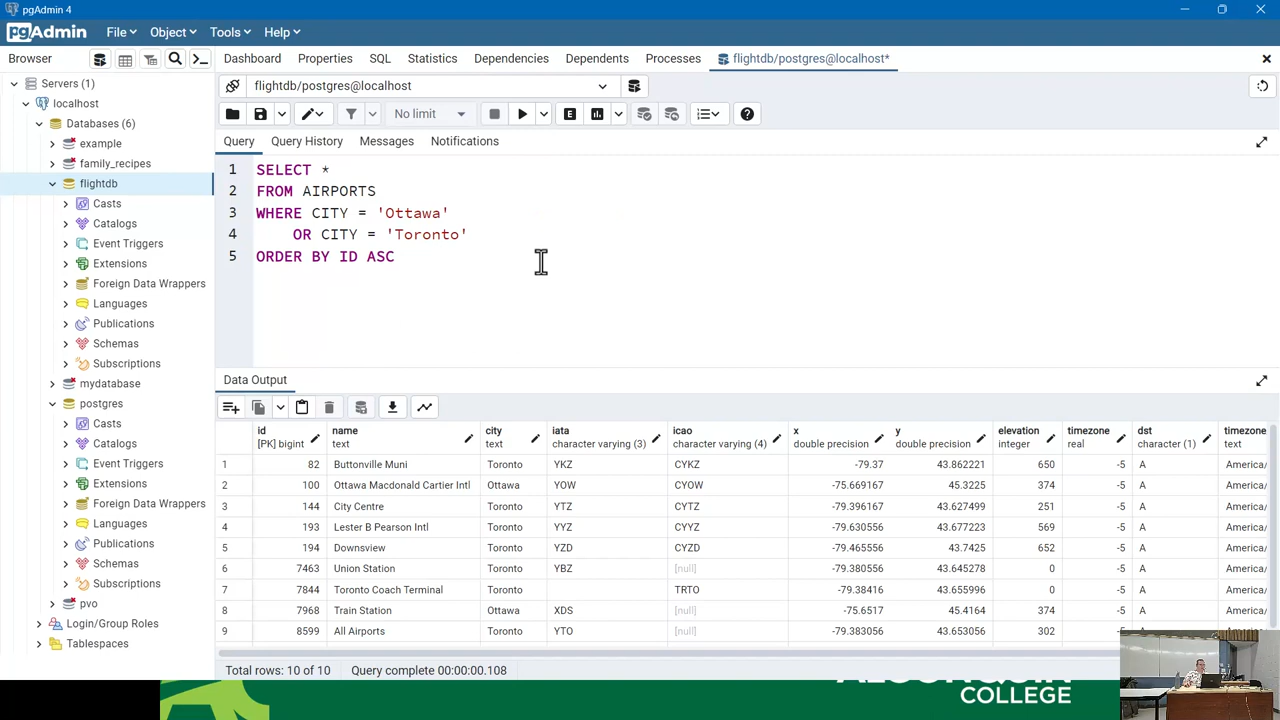 pgAdmin 4
pgAdmin File Object Tools Help
Browser Dashboard Properties SQL Statistics Dependencies Dependents Processes flightdb/postgres@localhost*
Servers (1)
localhost
Databases (6)
example
family_recipes
flightdb
Casts
Catalogs
Event Triggers
Extensions
Foreign Data Wrappers
Languages
Publications
Schemas
Subscriptions
mydatabase
postgres
Casts
Catalogs
Event Triggers
Extensions
Foreign Data Wrappers
Languages
Publications
Schemas
Subscriptions
pvo
Login/Group Roles
Tablespaces
flightdb/postgres@localhost
No limit
Query Query History Messages Notifications
1 SELECT *
2 FROM AIRPORTS
3 WHERE CITY = 'Ottawa'
4 OR CITY = 'Toronto'
5 ORDER BY ID ASC
Data Output
id name city iata icao x y elevation timezone dst timezone
[PK] bigint text text character varying (3) character varying (4) double precision double precision integer real character (1) text
1 82 Buttonville Muni Toronto YKZ CYKZ -79.37 43.862221 650 -5 A America/
2 100 Ottawa Macdonald Cartier Intl Ottawa YOW CYOW -75.669167 45.3225 374 -5 A America/
3 144 City Centre Toronto YTZ CYTZ -79.396167 43.627499 251 -5 A America/
4 193 Lester B Pearson Intl Toronto YYZ CYYZ -79.630556 43.677223 569 -5 A America/
5 194 Downsview Toronto YZD CYZD -79.465556 43.7425 652 -5 A America/
6 7463 Union Station Toronto YBZ [null] -79.380556 43.645278 0 -5 A America/
7 7844 Toronto Coach Terminal Toronto TRTO -79.38416 43.655996 0 -5 A America/
8 7968 Train Station Ottawa XDS [null] -75.6517 45.4164 374 -5 A America/
9 8599 All Airports Toronto YTO [null] -79.383056 43.653056 302 -5 A America/
Total rows: 10 of 10 Query complete 00:00:00.108
COLLEGE